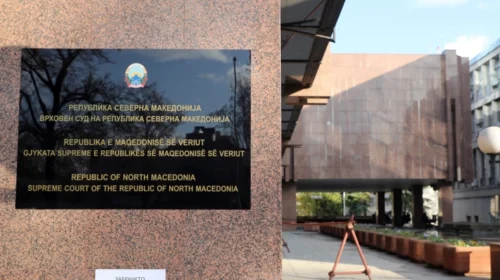 РЕПУБЛИКА СЕВЕРНА МАКЕДОНИЈА
ВРХОВЕН СУД НА РЕПУБЛИКА СЕВЕРНА МАКЕДОНИЈА
REPUBLIKA E MAQEDONISË SË VERIUT
GJYKATA SUPREME E REPUBLIKËS SË MAQEDONISË SË VERIUT
REPUBLIC OF NORTH MACEDONIA
SUPREME COURT OF THE REPUBLIC OF NORTH MACEDONIA
ЗАБРАНЕТО